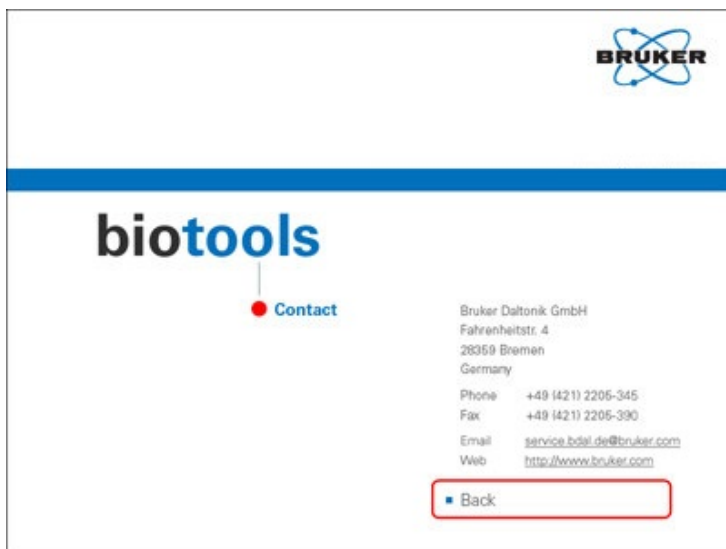 BRUKER
biotools
Contact
Bruker Daltonik GmbH
Fahrenheitstr. 4
28359 Bremen
Germany
Phone +49 (421) 2205-345
Fax +49 (421) 2205-390
Email service.bdal.de@bruker.com
Web http://www.bruker.com
Back